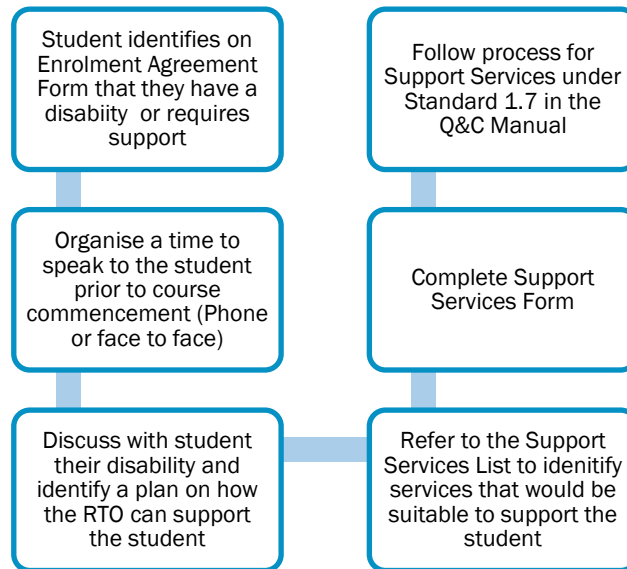 Student identifies on
Enrolment Agreement
Form that they have a
disabiity or requires
support
Organise a time to
speak to the student
prior to course
commencement (Phone
or face to face)
Discuss with student
their disability and
identify a plan on how
the RTO can support
the student
Refer to the Support
Services List to idenitify
services that would be
suitable to support the
student
Complete Support
Services Form
Follow process for
Support Services under
Standard 1.7 in the
Q&C Manual